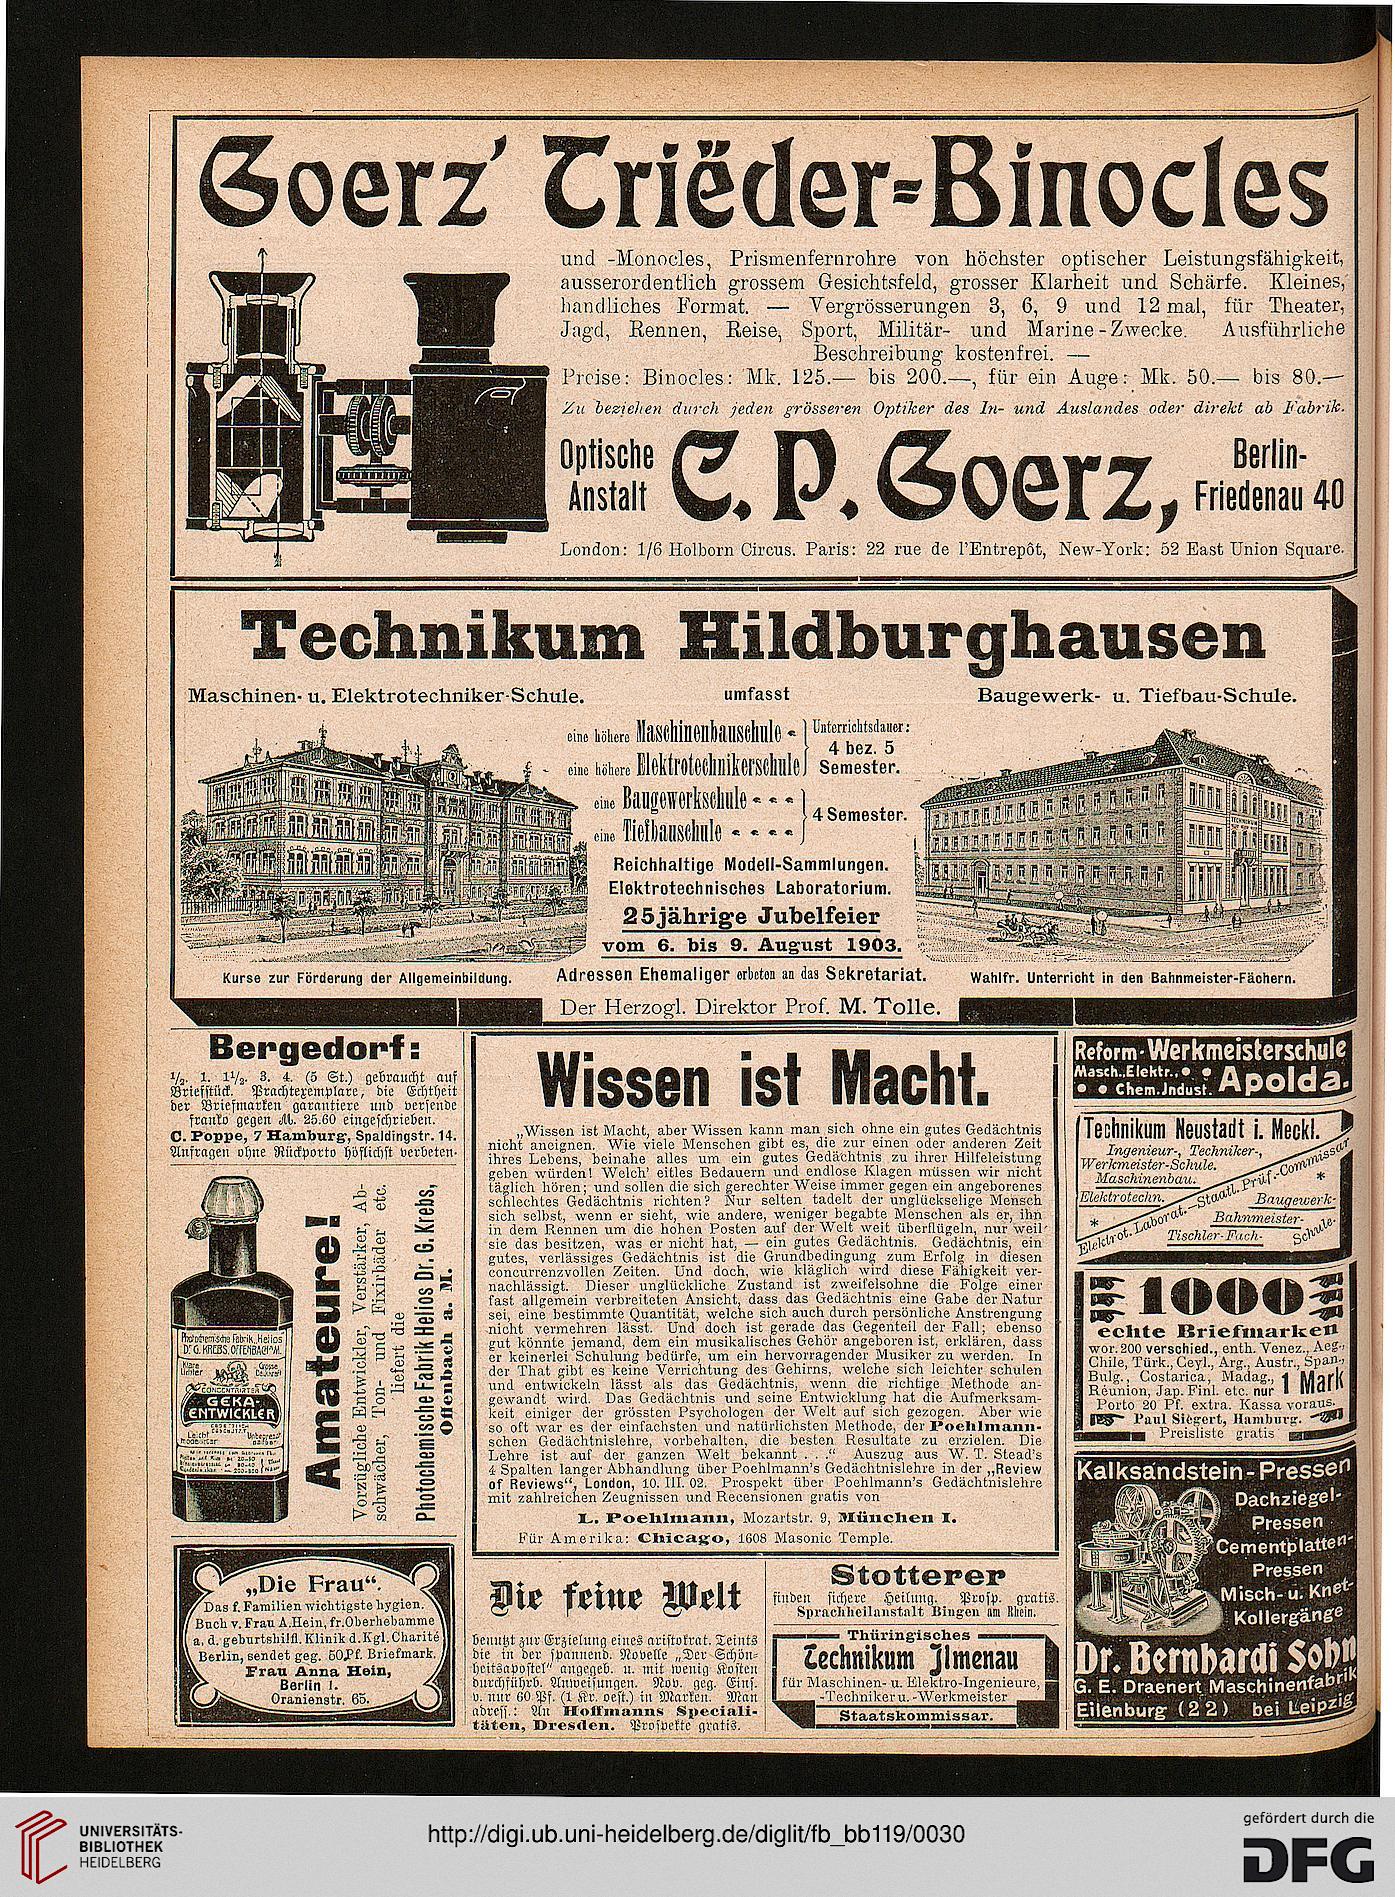 Goerz' Triëder-Binocles
und -Monocles, Prismenfernrohre von höchster optischer Leistungsfähigkeit,
ausserordentlich grossem Gesichtsfeld, grosser Klarheit und Schärfe. Kleines,
handliches Format. — Vergrösserungen 3, 6, 9 und 12 mal, für Theater,
Jagd, Rennen, Reise, Sport, Militär- und Marine-Zwecke. Ausführliche
Beschreibung kostenfrei. —
Preise: Binocles: Mk. 125.— bis 200.—, für ein Auge: Mk. 50.— bis 80.—
Zu beziehen durch jeden grösseren Optiker des In- und Auslandes oder direkt ab Fabrik.
Optische
Anstalt
C. P. Goerz,
Berlin-
Friedenau 40
London: 1/6 Holborn Circus. Paris: 22 rue de l'Entrepôt, New-York: 52 East Union Square.
Technikum Hildburghausen
Maschinen- u. Elektrotechniker-Schule.
umfasst
Baugewerk- u. Tiefbau-Schule.
eine höhere Maschinenbauschule
eine höhere Elektrotechnikerschule
Unterrichtsdauer:
4 bez. 5
Semester.
eine Baugewerkschule
eine Tiefbauschule
4 Semester.
Reichhaltige Modell-Sammlungen.
Elektrotechnisches Laboratorium.
25jährige Jubelfeier
vom 6. bis 9. August 1903.
Kurse zur Förderung der Allgemeinbildung.
Adressen Ehemaliger erbeten an das Sekretariat.
Wahlfr. Unterricht in den Bahnmeister-Fächern.
Der Herzogl. Direktor Prof. M. Tolle.
Bergedorf:
1/2. 1. 1 1/2. 3. 4. (5 St.) gebraucht auf
Briefstück. Prachtexemplare, die Echtheit
der Briefmarken garantiere und versende
franko gegen M. 25.60 eingeschrieben.
C. Poppe, 7 Hamburg, Spaldingstr. 14.
Anfragen ohne Rückporto höflichst verbeten.
Photochemische Fabrik „Helios“
Dr. G. KREBS, OFFENBACH a/M.
CONCENTRIRTER
GEKA-
ENTWICKLER
Amateure!
Vorzügliche Entwickler, Verstärker, Ab-
schwächer, Ton- und Fixirbäder etc.
liefert die
Photochemische Fabrik Helios Dr. G. Krebs,
Offenbach a. M.
„Die Frau“.
Das f. Familien wichtigste hygien.
Buch v. Frau A. Hein, fr. Oberhebamme
a. d. geburtshilfl. Klinik d. Kgl. Charité
Berlin, sendet geg. 50 Pf. Briefmark.
Frau Anna Hein,
Berlin I.
Oranienstr. 65.
Wissen ist Macht.
„Wissen ist Macht, aber Wissen kann man sich ohne ein gutes Gedächtnis
nicht aneignen. Wie viele Menschen gibt es, die zur einen oder anderen Zeit
ihres Lebens, beinahe alles um ein gutes Gedächtnis zu ihrer Hilfeleistung
geben würden! Welch' eitles Bedauern und endlose Klagen müssen wir nicht
täglich hören; und sollen die sich gerechter Weise immer gegen ein angeborenes
schlechtes Gedächtnis richten? Nur selten tadelt der unglückselige Mensch
sich selbst, wenn er sieht, wie andere, weniger begabte Menschen als er, ihn
in dem Rennen um die hohen Posten auf der Welt weit überflügeln, nur weil
sie das besitzen, was er nicht hat, — ein gutes Gedächtnis. Gedächtnis, ein
gutes, verlässiges Gedächtnis ist die Grundbedingung zum Erfolg in diesen
concurrenzvollen Zeiten. Und doch, wie kläglich wird diese Fähigkeit ver-
nachlässigt. Dieser unglückliche Zustand ist zweifelsohne die Folge einer
fast allgemein verbreiteten Ansicht, dass das Gedächtnis eine Gabe der Natur
sei, eine bestimmte Quantität, welche sich auch durch persönliche Anstrengung
nicht vermehren lässt. Und doch ist gerade das Gegenteil der Fall; ebenso
gut könnte jemand, dem ein musikalisches Gehör angeboren ist, erklären, dass
er keinerlei Schulung bedürfe, um ein hervorragender Musiker zu werden. In
der That gibt es keine Verrichtung des Gehirns, welche sich leichter schulen
und entwickeln lässt als das Gedächtnis, wenn die richtige Methode an-
gewandt wird. Das Gedächtnis und seine Entwicklung hat die Aufmerksam-
keit einiger der grössten Psychologen der Welt auf sich gezogen. Aber wie
so oft war es der einfachsten und natürlichsten Methode, der Poehlmann-
schen Gedächtnislehre, vorbehalten, die besten Resultate zu erzielen. Die
Lehre ist auf der ganzen Welt bekannt . . .“ Auszug aus W. T. Stead's
4 Spalten langer Abhandlung über Poehlmann's Gedächtnislehre in der „Review
of Reviews“, London, 10. III. 02. Prospekt über Poehlmann's Gedächtnislehre
mit zahlreichen Zeugnissen und Recensionen gratis von
L. Poehlmann, Mozartstr. 9, München I.
Für Amerika: Chicago, 1608 Masonic Temple.
Die feine Welt
benutzt zur Erzielung eines aristokrat. Teints
die in der spannend. Novelle „Der Schön-
heitsapostel“ angegeb. u. mit wenig Kosten
durchführb. Anweisungen. Nov. geg. Eins.
v. nur 60 Pf. (1 Kr. oest.) in Marken. Man
adress.: An Hoffmanns Speciali-
täten, Dresden. Prospekte gratis.
Stotterer
finden sichere Heilung. Prosp. gratis.
Sprachheilanstalt Bingen am Rhein.
Thüringisches
Technikum Jlmenau
für Maschinen- u. Elektro-Ingenieure,
-Techniker u. -Werkmeister
Staatskommissar.
Reform-Werkmeisterschule
Masch., Elektr.,
Chem. Jndust. Apolda.
Technikum Neustadt i. Meckl.
Ingenieur-, Techniker-,
Werkmeister-Schule.
Maschinenbau.
Elektrotechn.
Elektrot. Laborat. — Staatl. Prüf.-Commissar
Baugewerk-
Bahnmeister-
Tischler-Fach-
Schule.
1000
echte Briefmarken
wor. 200 verschied., enth. Venez., Aeg.,
Chile, Türk., Ceyl., Arg., Austr., Span.,
Bulg., Costarica, Madag.,
Réunion, Jap. Finl. etc. nur 1 Mark
Porto 20 Pf. extra. Kassa voraus.
Paul Siegert, Hamburg.
Preisliste gratis
Kalksandstein-Pressen
Dachziegel-
Pressen
Cementplatten-
Pressen
Misch- u. Knet-
Kollergänge
Dr. Bernhardi Sohn
G. E. Draenert Maschinenfabrik
Eilenburg (22) bei Leipzig
UNIVERSITÄTS-
BIBLIOTHEK
HEIDELBERG
http://digi.ub.uni-heidelberg.de/diglit/fb_bb119/0030
gefördert durch die
DFG